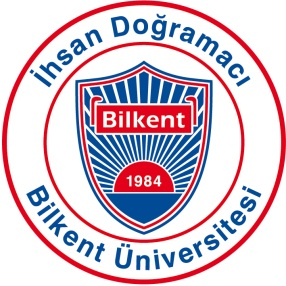 İhsan Doğramacı
Bilkent
1984
Bilkent Üniversitesi